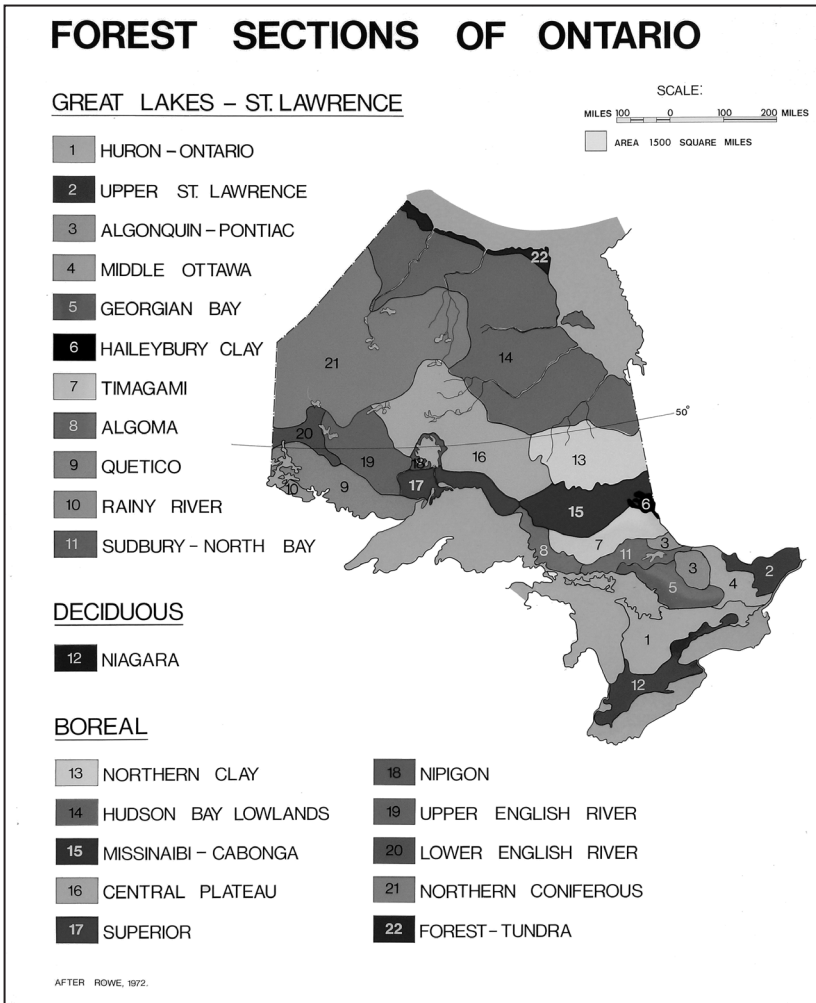 FOREST SECTIONS OF ONTARIO
SCALE:
MILES 100 0 100 200 MILES
AREA 1500 SQUARE MILES
GREAT LAKES – ST. LAWRENCE
1 HURON – ONTARIO
2 UPPER ST. LAWRENCE
3 ALGONQUIN – PONTIAC
4 MIDDLE OTTAWA
5 GEORGIAN BAY
6 HAILEYBURY CLAY
7 TIMAGAMI
8 ALGOMA
9 QUETICO
10 RAINY RIVER
11 SUDBURY – NORTH BAY
DECIDUOUS
12 NIAGARA
22
21
14
50°
20
19
18
16
13
17
10
9
15
6
8
7
11
3
3
5
4
2
1
12
BOREAL
13 NORTHERN CLAY
14 HUDSON BAY LOWLANDS
15 MISSINAIBI – CABONGA
16 CENTRAL PLATEAU
17 SUPERIOR
18 NIPIGON
19 UPPER ENGLISH RIVER
20 LOWER ENGLISH RIVER
21 NORTHERN CONIFEROUS
22 FOREST – TUNDRA
AFTER ROWE, 1972.